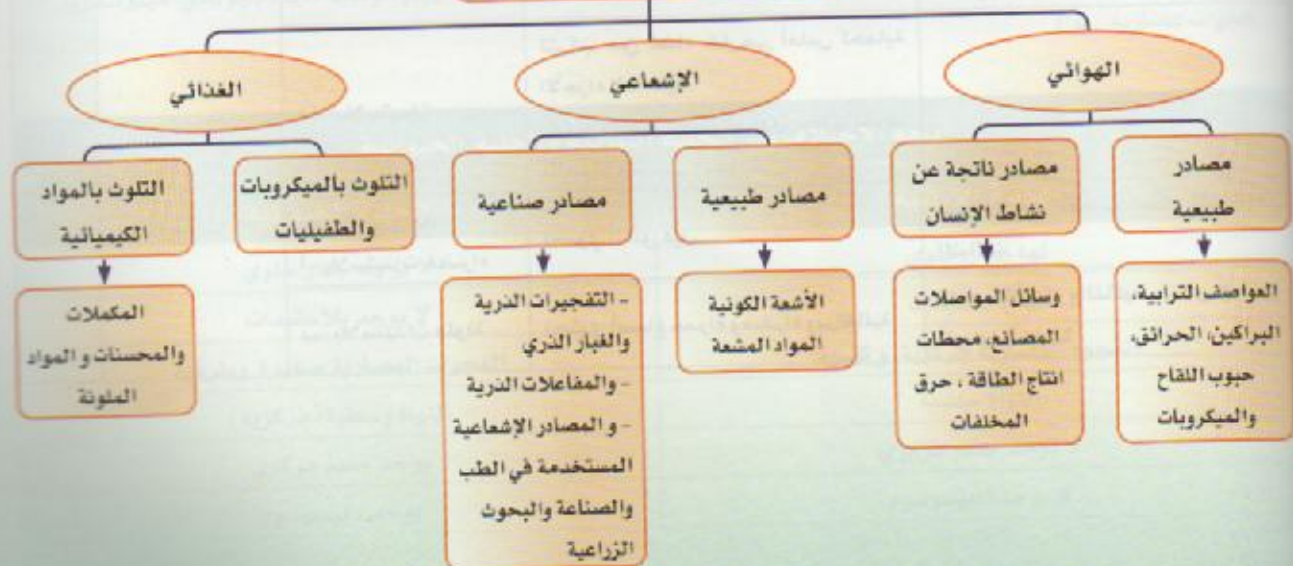 الهوائي
الإشعاعي
الغذائي
مصادر
طبيعية
مصادر ناتجة عن
نشاط الإنسان
مصادر طبيعية
مصادر صناعية
التلوث بالميكروبات
والطفيليات
التلوث بالمواد
الكيميائية
العواصف الترابية،
البراكين، الحرائق،
حبوب اللقاح
والميكروبات
وسائل المواصلات
المصانع، محطات
انتاج الطاقة، حرق
المخلفات
الأشعة الكونية
المواد المشعة
- التفجيرات الذرية
والغبار الذري
- والمفاعلات الذرية
- و المصادر الإشعاعية
المستخدمة في الطب
والصناعة والبحوث
الزراعية
المكملات
والمحسنات والمواد
الملونة